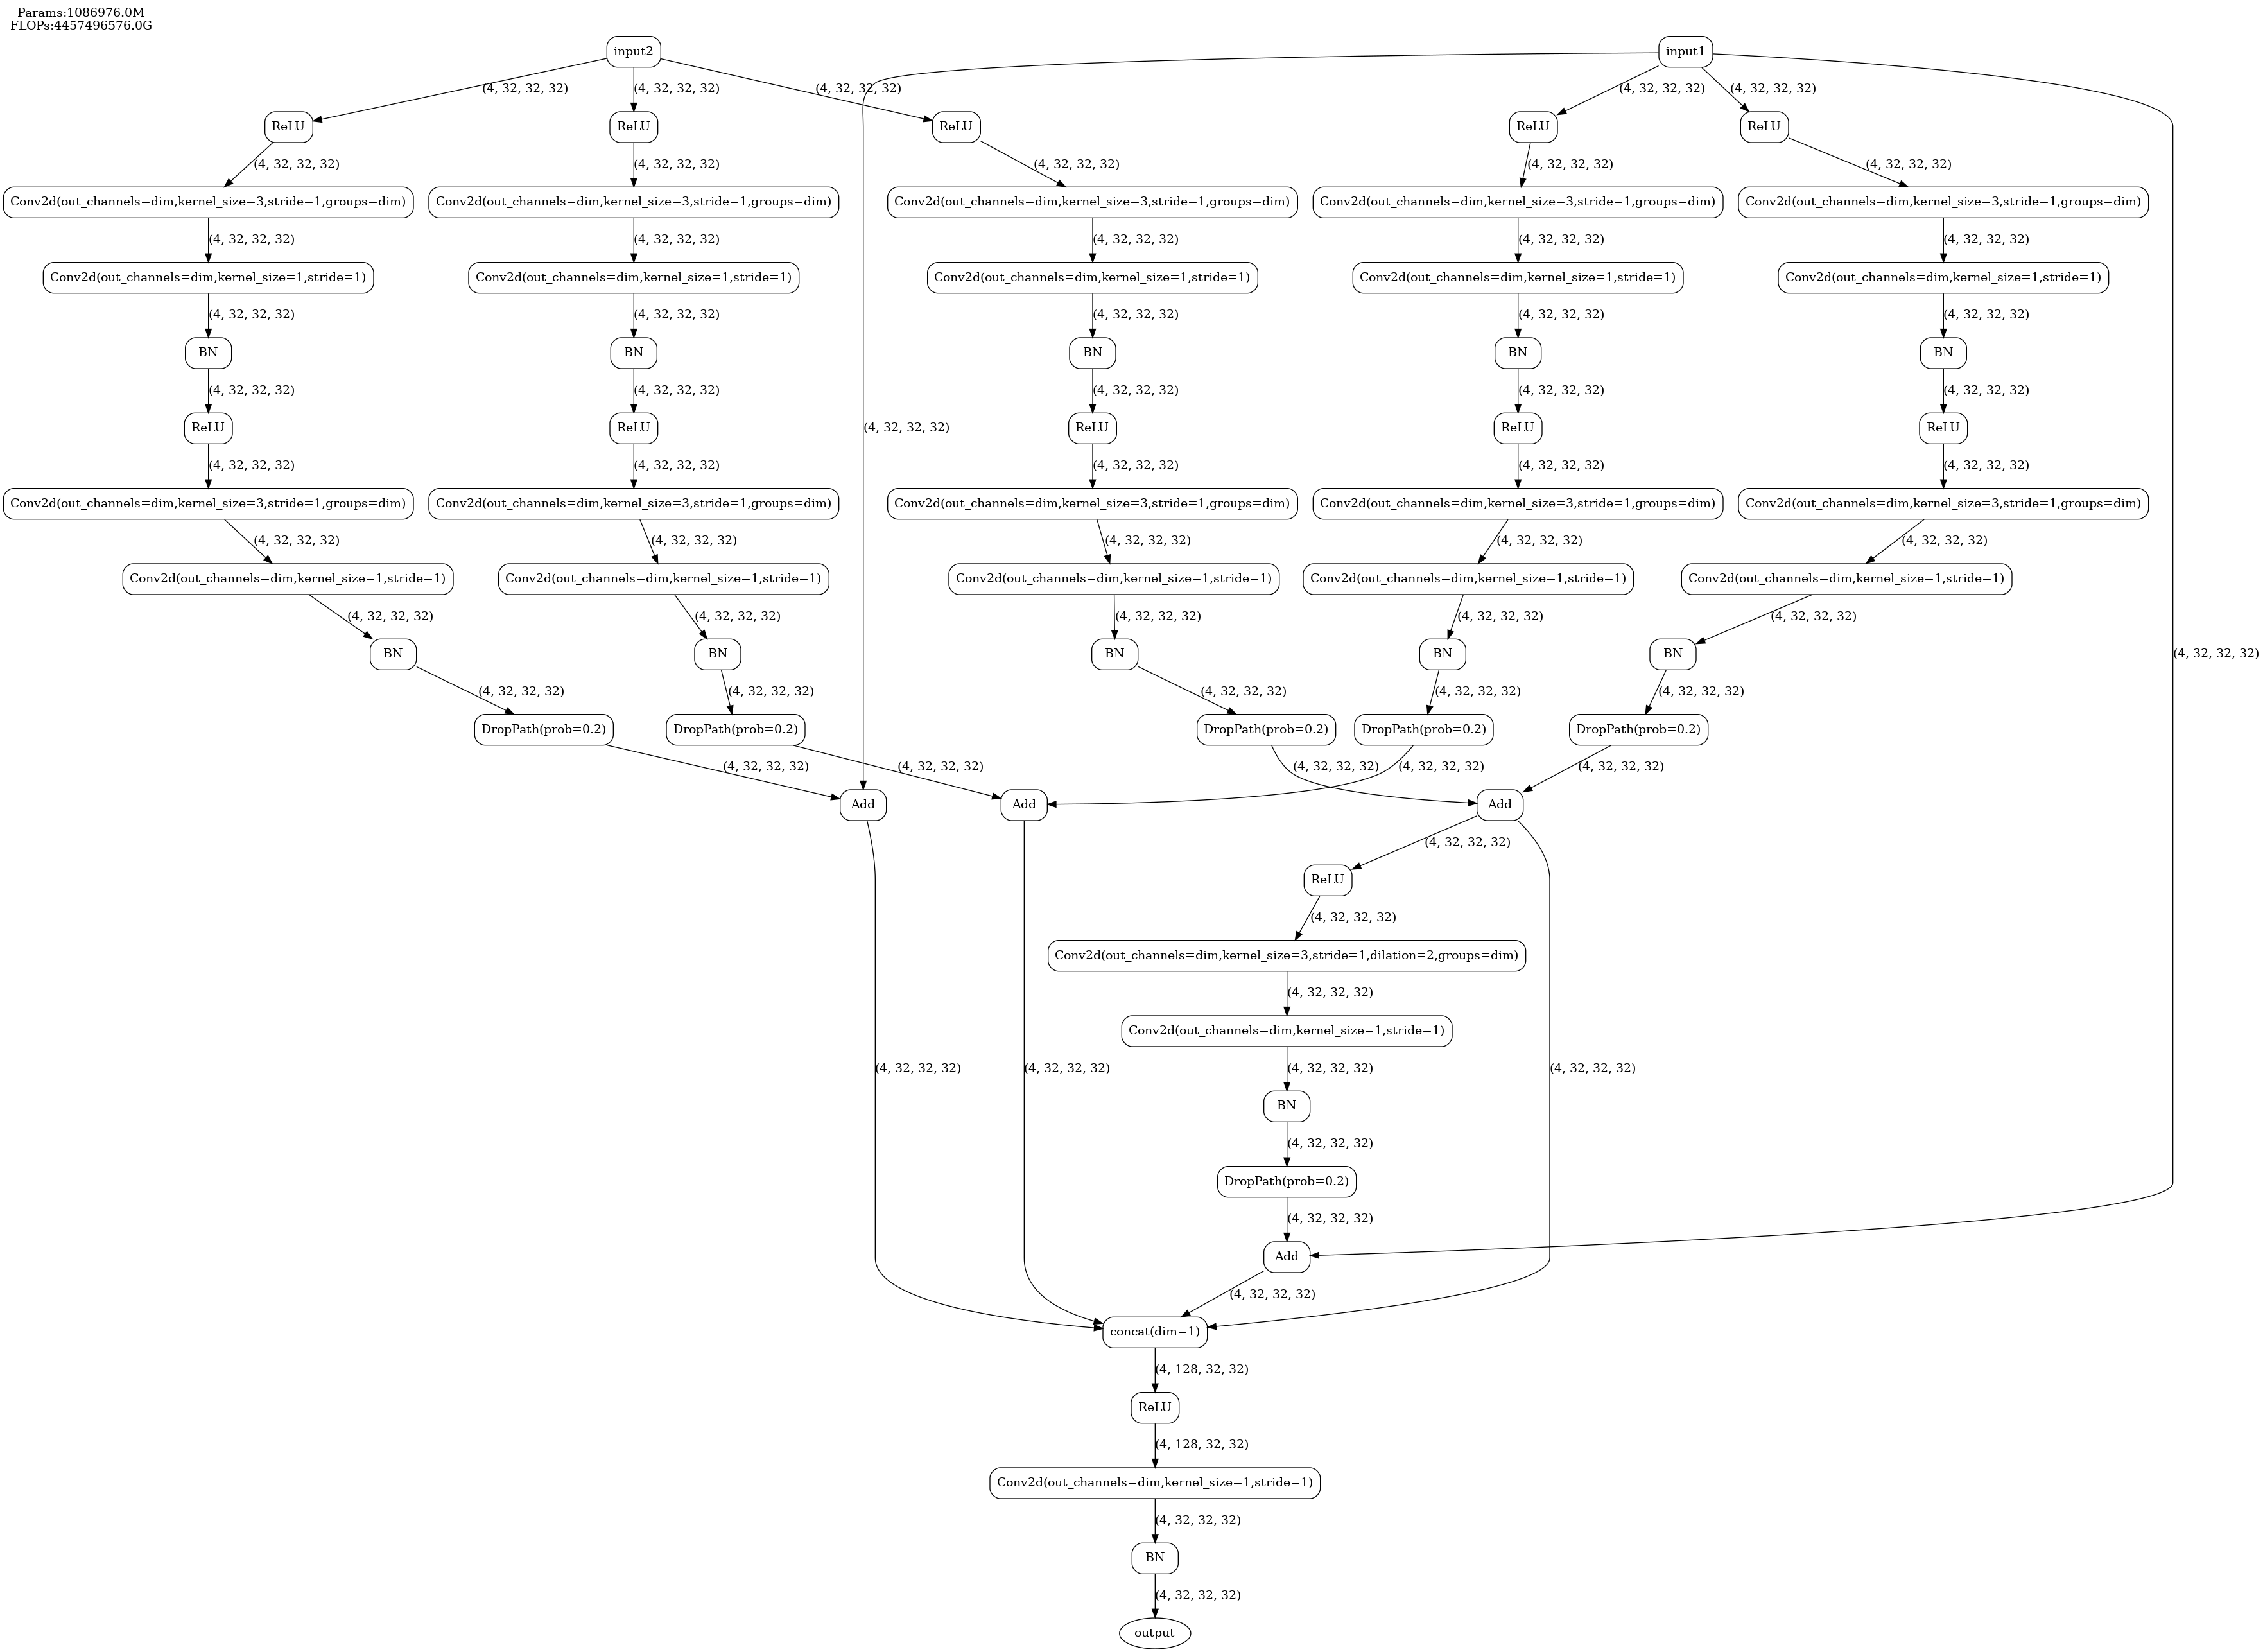 Params:1086976.0M
FLOPs:4457496576.0G
input2
input1
(4, 32, 32, 32)
(4, 32, 32, 32)
(4, 32, 32, 32)
(4, 32, 32, 32)
(4, 32, 32, 32)
ReLU
ReLU
ReLU
ReLU
ReLU
(4, 32, 32, 32)
(4, 32, 32, 32)
(4, 32, 32, 32)
(4, 32, 32, 32)
(4, 32, 32, 32)
Conv2d(out_channels=dim,kernel_size=3,stride=1,groups=dim)
Conv2d(out_channels=dim,kernel_size=3,stride=1,groups=dim)
Conv2d(out_channels=dim,kernel_size=3,stride=1,groups=dim)
Conv2d(out_channels=dim,kernel_size=3,stride=1,groups=dim)
Conv2d(out_channels=dim,kernel_size=3,stride=1,groups=dim)
(4, 32, 32, 32)
(4, 32, 32, 32)
(4, 32, 32, 32)
(4, 32, 32, 32)
(4, 32, 32, 32)
Conv2d(out_channels=dim,kernel_size=1,stride=1)
Conv2d(out_channels=dim,kernel_size=1,stride=1)
Conv2d(out_channels=dim,kernel_size=1,stride=1)
Conv2d(out_channels=dim,kernel_size=1,stride=1)
Conv2d(out_channels=dim,kernel_size=1,stride=1)
(4, 32, 32, 32)
(4, 32, 32, 32)
(4, 32, 32, 32)
(4, 32, 32, 32)
(4, 32, 32, 32)
BN
BN
BN
BN
BN
(4, 32, 32, 32)
(4, 32, 32, 32)
(4, 32, 32, 32)
(4, 32, 32, 32)
(4, 32, 32, 32)
ReLU
ReLU
(4, 32, 32, 32)
ReLU
ReLU
ReLU
(4, 32, 32, 32)
(4, 32, 32, 32)
(4, 32, 32, 32)
(4, 32, 32, 32)
(4, 32, 32, 32)
Conv2d(out_channels=dim,kernel_size=3,stride=1,groups=dim)
Conv2d(out_channels=dim,kernel_size=3,stride=1,groups=dim)
Conv2d(out_channels=dim,kernel_size=3,stride=1,groups=dim)
Conv2d(out_channels=dim,kernel_size=3,stride=1,groups=dim)
Conv2d(out_channels=dim,kernel_size=3,stride=1,groups=dim)
(4, 32, 32, 32)
(4, 32, 32, 32)
(4, 32, 32, 32)
(4, 32, 32, 32)
(4, 32, 32, 32)
Conv2d(out_channels=dim,kernel_size=1,stride=1)
Conv2d(out_channels=dim,kernel_size=1,stride=1)
Conv2d(out_channels=dim,kernel_size=1,stride=1)
Conv2d(out_channels=dim,kernel_size=1,stride=1)
Conv2d(out_channels=dim,kernel_size=1,stride=1)
(4, 32, 32, 32)
(4, 32, 32, 32)
(4, 32, 32, 32)
(4, 32, 32, 32)
(4, 32, 32, 32)
BN
BN
BN
BN
BN
(4, 32, 32, 32)
(4, 32, 32, 32)
(4, 32, 32, 32)
(4, 32, 32, 32)
(4, 32, 32, 32)
(4, 32, 32, 32)
DropPath(prob=0.2)
DropPath(prob=0.2)
DropPath(prob=0.2)
DropPath(prob=0.2)
DropPath(prob=0.2)
(4, 32, 32, 32)
(4, 32, 32, 32)
(4, 32, 32, 32)
(4, 32, 32, 32)
(4, 32, 32, 32)
Add
Add
Add
(4, 32, 32, 32)
ReLU
(4, 32, 32, 32)
Conv2d(out_channels=dim,kernel_size=3,stride=1,dilation=2,groups=dim)
(4, 32, 32, 32)
Conv2d(out_channels=dim,kernel_size=1,stride=1)
(4, 32, 32, 32)
(4, 32, 32, 32)
(4, 32, 32, 32)
(4, 32, 32, 32)
BN
(4, 32, 32, 32)
DropPath(prob=0.2)
(4, 32, 32, 32)
Add
(4, 32, 32, 32)
concat(dim=1)
(4, 128, 32, 32)
ReLU
(4, 128, 32, 32)
Conv2d(out_channels=dim,kernel_size=1,stride=1)
(4, 32, 32, 32)
BN
(4, 32, 32, 32)
output